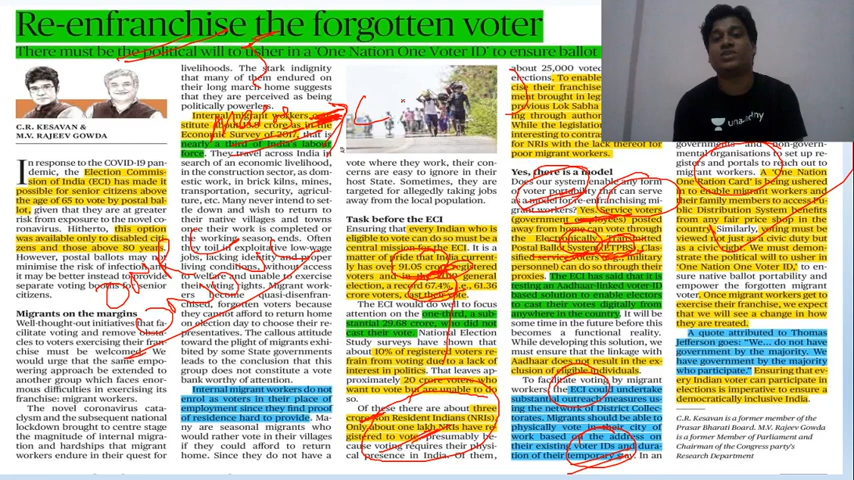 Re-enfranchise the forgotten voter
There must be the political will to usher in a 'One Nation One Voter ID' to ensure ballot
C.R. KESAVAN &
M.V. RAJEEV GOWDA
In response to the COVID-19 pan-
demic, the Election Commis-
sion of India (ECI) has made it
possible for senior citizens above
the age of 65 to vote by postal bal-
lot, given that they are at greater
risk from exposure to the novel co-
ronavirus. Hitherto, this option
was available only to disabled citi-
zens and those above 80 years.
However, postal ballots may not
minimise the risk of infection and
it may be better instead to provide
separate voting booths for senior
citizens.
Migrants on the margins
Well-thought-out initiatives that fa-
cilitate voting and remove obsta-
cles to voters exercising their fran-
chise must be welcomed. We
would urge that the same emp-
owering approach be extended to
another group which faces enor-
mous difficulties in exercising its
franchise: migrant workers.
The novel coronavirus cata-
clysm and the subsequent national
lockdown brought to centre stage
the magnitude of internal migra-
tion and hardships that migrant
workers endure in their quest for
livelihoods. The stark indignity
that many of them endured on
their long march home suggests
that they are perceived as being
politically powerless.
Internal migrant workers
stitute about crore as
Economic Survey of 2017, that is
nearly a third of India's labour
force. They travel across India in
search of an economic livelihood,
in the construction sector, as do-
mestic work, in brick kilns, mines,
transportation, security, agricul-
ture, etc. Many never intend to set-
tle down and wish to return to
their native villages and towns
once their work is completed or
the working season ends. Often
they toil in exploitative low-wage
jobs, lacking identity and proper
living conditions, without access
to welfare and unable to exercise
their voting rights. Migrant work-
ers become quasi-disenfran-
chised, forgotten voters because
they cannot afford to return home
on election day to choose their re-
presentatives. The callous attitude
toward the plight of migrants exhi-
bited by some State governments
leads to the conclusion that this
group does not constitute a vote
bank worthy of attention.
Internal migrant workers do not
enrol as voters in their place of
employment since they find proof
of residence hard to provide. Ma-
ny are seasonal migrants who
would rather vote in their villages
if they could afford to return
home. Since they do not have a
vote where they work, their con-
cerns are easy to ignore in their
host State. Sometimes, they are
targeted for allegedly taking jobs
away from the local population.
Task before the ECI
Ensuring that every Indian who is
eligible to vote can do so must be a
central mission for the ECI. It is a
matter of pride that India current-
ly has over 91.05 crore registered
voters and in the 2019 general
election, a record 67.4%, i.e., 61.36
crore voters, cast their vote.
The ECI would do well to focus
attention on the one-third, a sub-
stantial 29.68 crore, who did not
cast their vote. National Election
Study surveys have shown that
about 10% of registered voters re-
frain from voting due to a lack of
interest in politics. That leaves ap-
proximately 20 crore voters who
want to vote but are unable to do
so.
Of these there are about three
crore Non Resident Indians (NRIs).
Only about one lakh NRIs have re-
gistered to vote presumably be-
cause voting requires their physi-
cal presence in India. Of them,
about 25,000 voted
elections. To enable
cise their franchise
ment brought in legi
previous Lok Sabha
ing through author
While the legislation
interesting to contras
for NRIs with the lack thereof for
poor migrant workers.
Yes, there is a model
Does our system enable any form
of voter portability that can serve
as a model for re-enfranchising mi-
grant workers? Yes. Service voters
(government employees) posted
away from home can vote through
the Electronically Transmitted
Postal Ballot System (ETPBS). Clas-
sified service voters (e.g. military
personnel) can do so through their
proxies. The ECI has said that it is
testing an Aadhaar-linked voter-ID
based solution to enable electors
to cast their votes digitally from
anywhere in the country. It will be
some time in the future before this
becomes a functional reality.
While developing this solution, we
must ensure that the linkage with
Aadhaar does not result in the ex-
clusion of eligible individuals.
To facilitate voting by migrant
workers, the ECI could undertake
substantial outreach measures us-
ing the network of District Collec-
torates. Migrants should be able to
physically vote in their city of
work based on the address on
their existing voter IDs and dura-
tion of their temporary stay. In an
governments and non-govern-
mental organisations to set up re-
gisters and portals to reach out to
migrant workers. A 'One Nation
One Ration Card' is being ushered
in to enable migrant workers and
their family members to access Pu-
blic Distribution System benefits
from any fair price shop in the
country. Similarly, voting must be
viewed not just as a civic duty but
as a civic right. We must demon-
strate the political will to usher in
'One Nation One Voter ID' to en-
sure native ballot portability and
empower the forgotten migrant
voter. Once migrant workers get to
exercise their franchise, we expect
that we will see a change in how
they are treated.
A quote attributed to Thomas
Jefferson goes: "We... do not have
government by the majority. We
have government by the majority
who participate." Ensuring that ev-
ery Indian voter can participate in
elections is imperative to ensure a
democratically inclusive India.
C.R. Kesavan is a former member of the
Prasar Bharati Board. M.V. Rajeev Gowda
is a former Member of Parliament and
Chairman of the Congress party's
Research Department